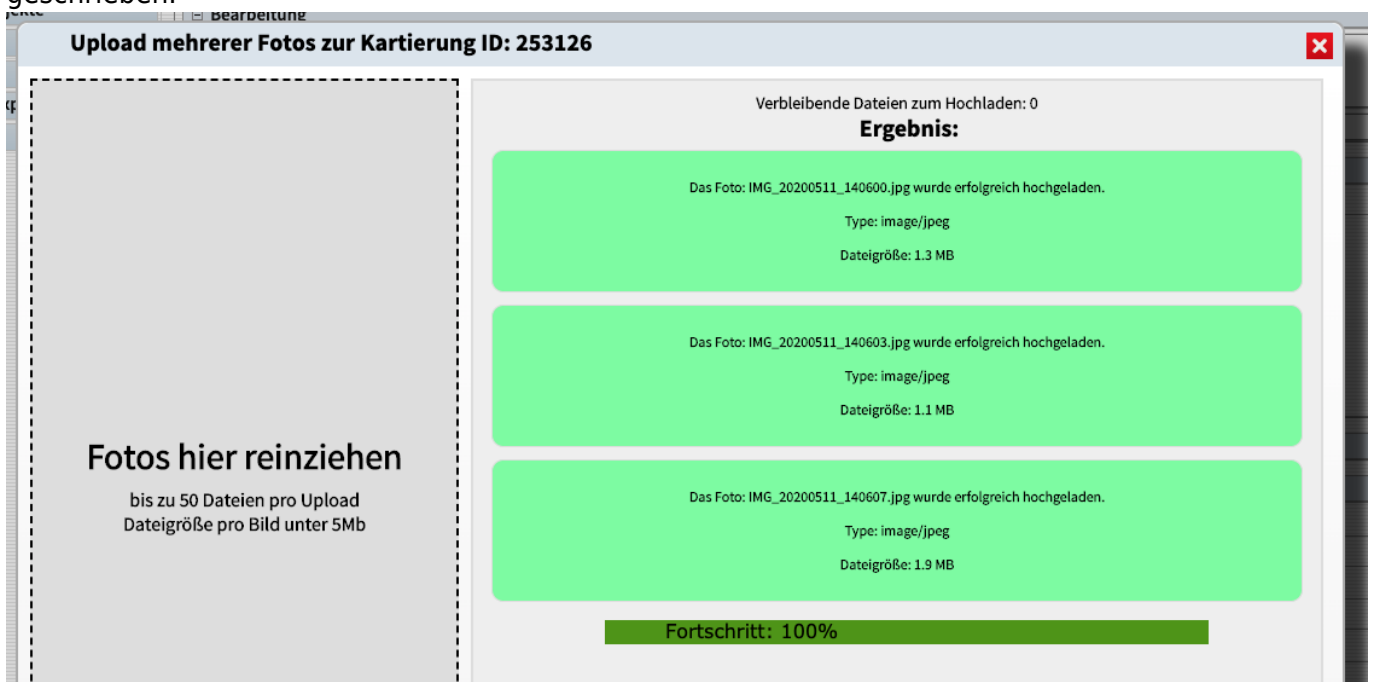 geschrieben.
Bearbeitung
Upload mehrerer Fotos zur Kartierung ID: 253126
Fotos hier reinziehen
bis zu 50 Dateien pro Upload
Dateigröße pro Bild unter 5Mb
Verbleibende Dateien zum Hochladen: 0
Ergebnis:
Das Foto: IMG_20200511_140600.jpg wurde erfolgreich hochgeladen.
Type: image/jpeg
Dateigröße: 1.3 MB
Das Foto: IMG_20200511_140603.jpg wurde erfolgreich hochgeladen.
Type: image/jpeg
Dateigröße: 1.1 MB
Das Foto: IMG_20200511_140607.jpg wurde erfolgreich hochgeladen.
Type: image/jpeg
Dateigröße: 1.9 MB
Fortschritt: 100%